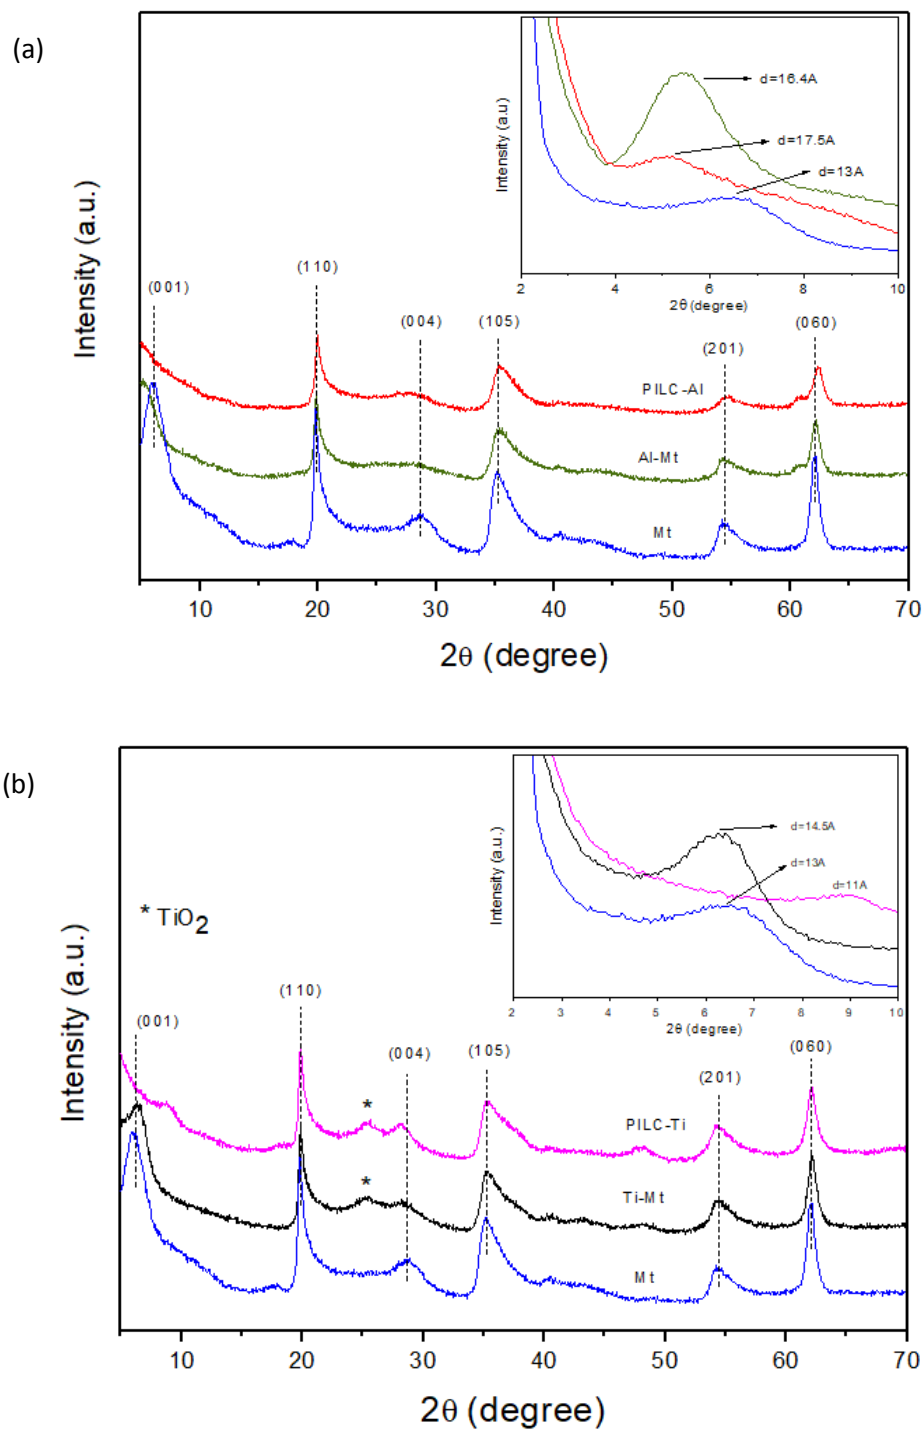 (a)
d=16.4A
d=17.5A
d=13A
Intensity (a.u)
2 4 6 8 10
2θ (degree)
(001)
(110)
(004)
(105)
(201)
(060)
PILC-Al
Al-Mt
Mt
Intensity (a.u.)
10 20 30 40 50 60 70
2θ (degree)
(b)
d=14.5A
d=13A
d=11A
Intensity (a.u.)
2 3 4 5 6 7 8 9 10
2θ (degree)
* TiO2
(001)
(110)
(004)
(105)
(201)
(060)
*
PILC-Ti
*
Ti-Mt
Mt
Intensity (a.u.)
10 20 30 40 50 60 70
2θ (degree)